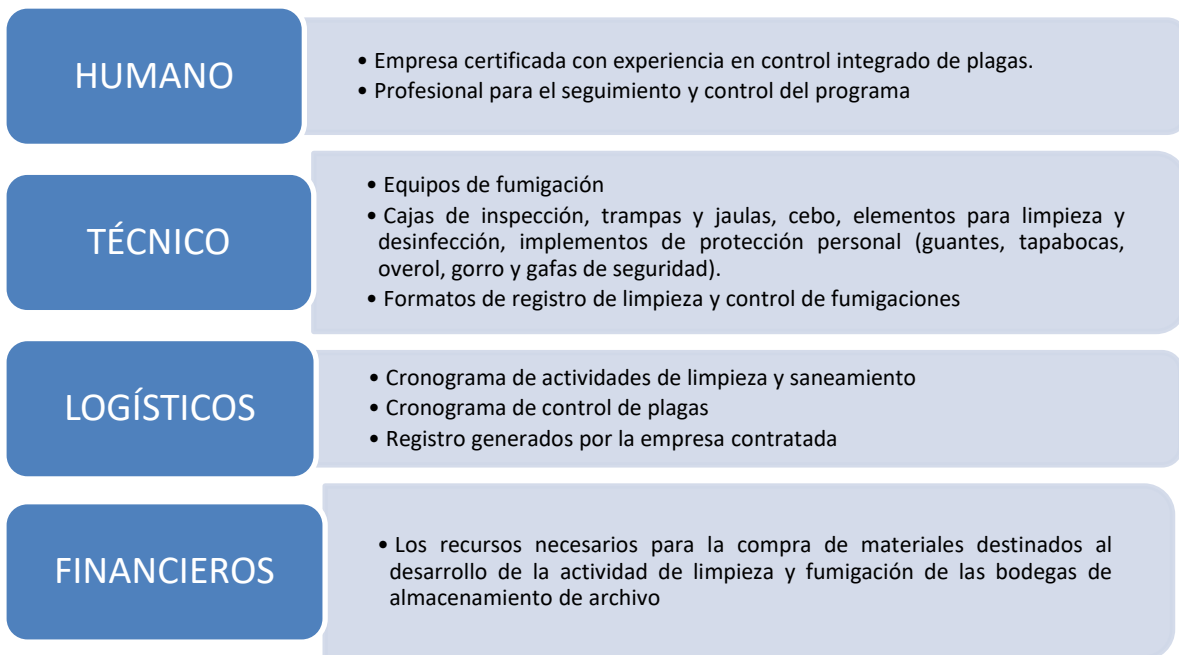 HUMANO
• Empresa certificada con experiencia en control integrado de plagas.
• Profesional para el seguimiento y control del programa
TÉCNICO
• Equipos de fumigación
• Cajas de inspección, trampas y jaulas, cebo, elementos para limpieza y
desinfección, implementos de protección personal (guantes, tapabocas,
overol, gorro y gafas de seguridad).
• Formatos de registro de limpieza y control de fumigaciones
LOGÍSTICOS
• Cronograma de actividades de limpieza y saneamiento
• Cronograma de control de plagas
• Registro generados por la empresa contratada
FINANCIEROS
• Los recursos necesarios para la compra de materiales destinados al
desarrollo de la actividad de limpieza y fumigación de las bodegas de
almacenamiento de archivo